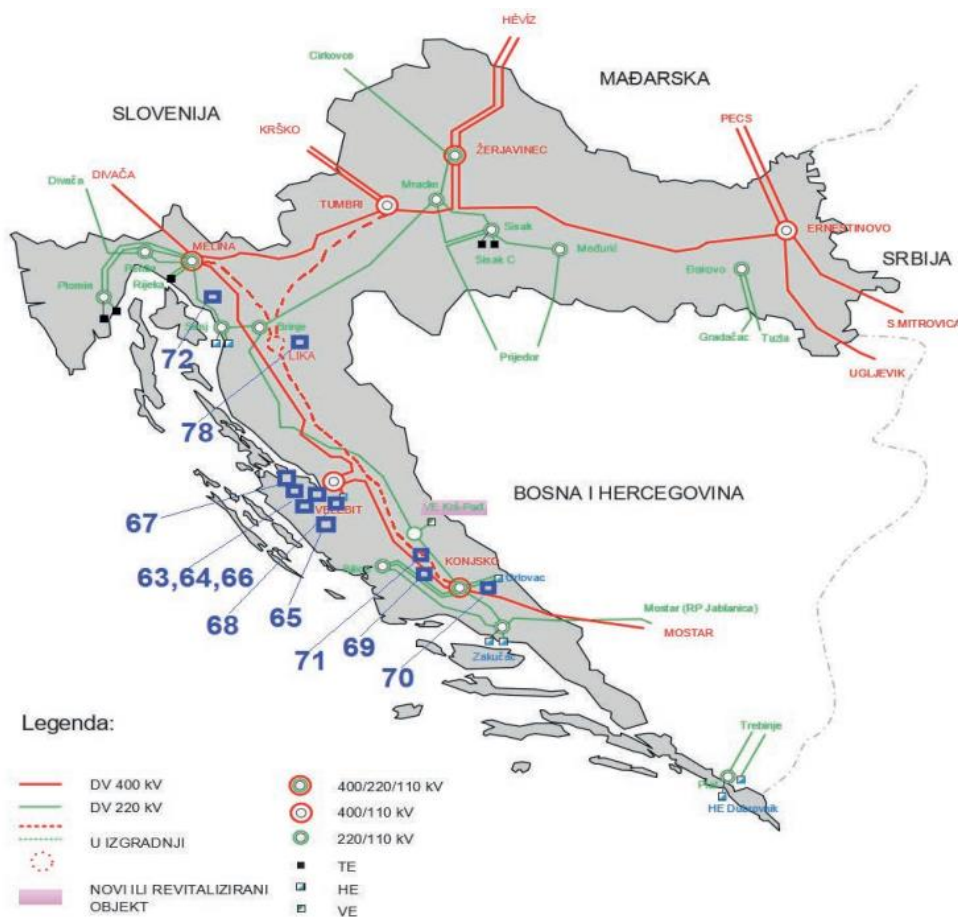 HÉVÍZ
Cirkovce
MAĐARSKA
SLOVENIJA
PECS
KRŠKO
ŽERJAVINEC
DIVAČA
Divača
TUMBRI
Sisak
ERNESTINOVO
MELINA
Sisak C
Međurić
SRBIJA
Đakovo
Plomin
Rijeka
S.MITROVICA
Brinje
Gradačac
Tuzla
Prijedor
72
LIKA
UGLJEVIK
78
BOSNA I HERCEGOVINA
67
VELEBIT
KONJSKO
63,64,66
Orlovac
68
65
Mostar (RP Jablanica)
MOSTAR
71
69
70
Zakučac
Legenda:
Trebinje
HE Dubrovnik
DV 400 kV
DV 220 kV
U IZGRADNJI
NOVI ILI REVITALIZIRANI
OBJEKT
400/220/110 kV
400/110 kV
220/110 kV
TE
HE
VE